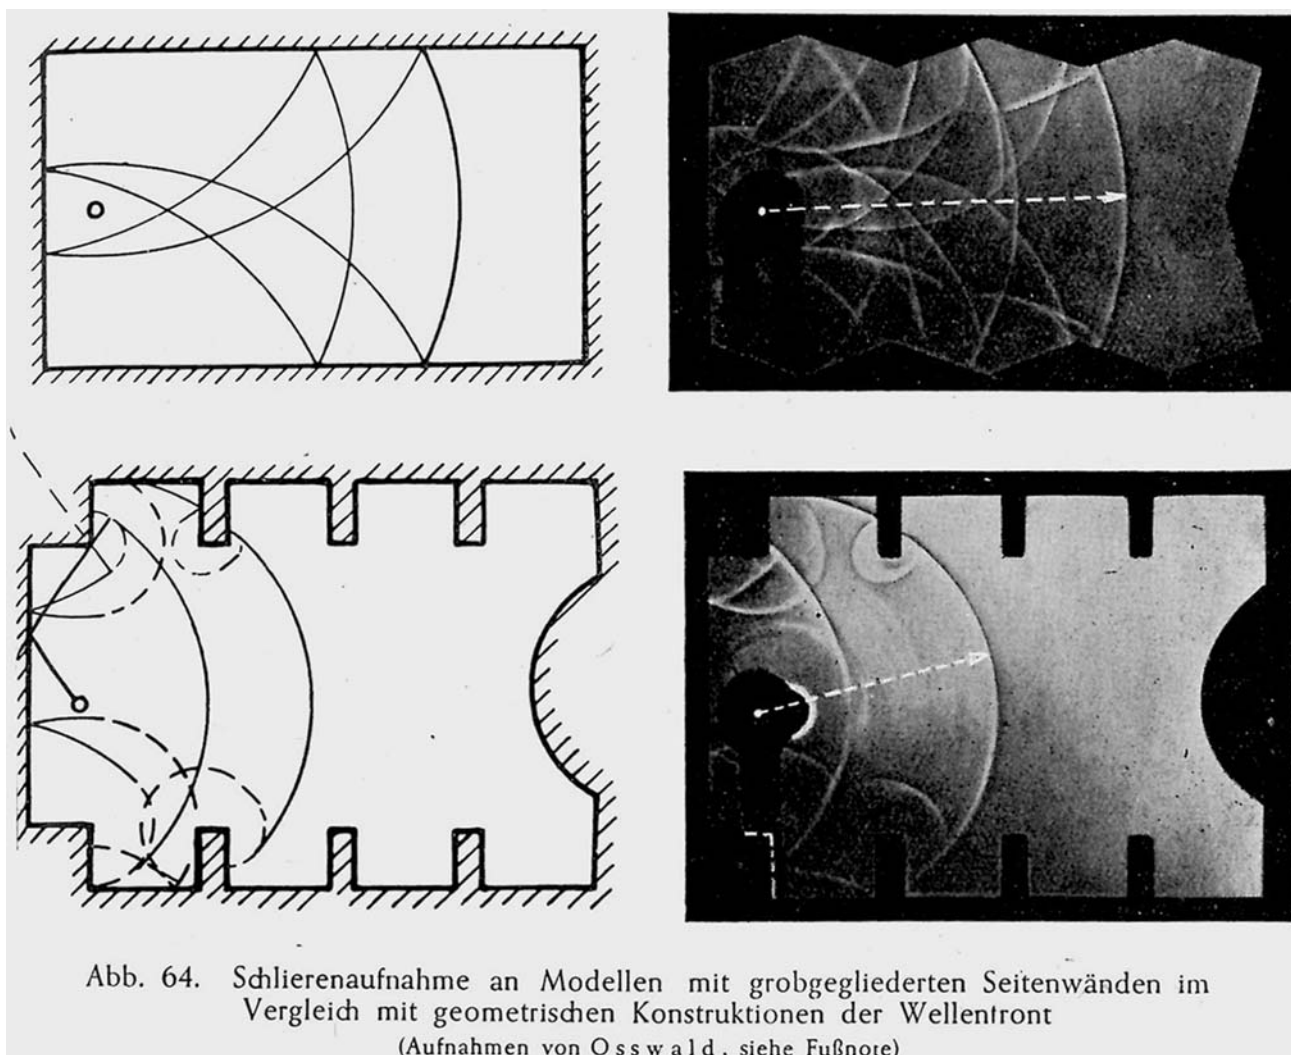 Abb. 64. Schlierenaufnahme an Modellen mit grobgegliederten Seitenwänden im
Vergleich mit geometrischen Konstruktionen der Wellenfront
(Aufnahmen von Osswald, siehe Fußnote)